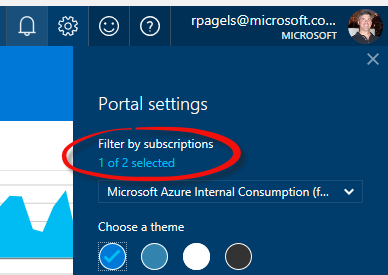 rpagels@microsoft.co...
MICROSOFT
Portal settings
Filter by subscriptions
1 of 2 selected
Microsoft Azure Internal Consumption (f...
Choose a theme